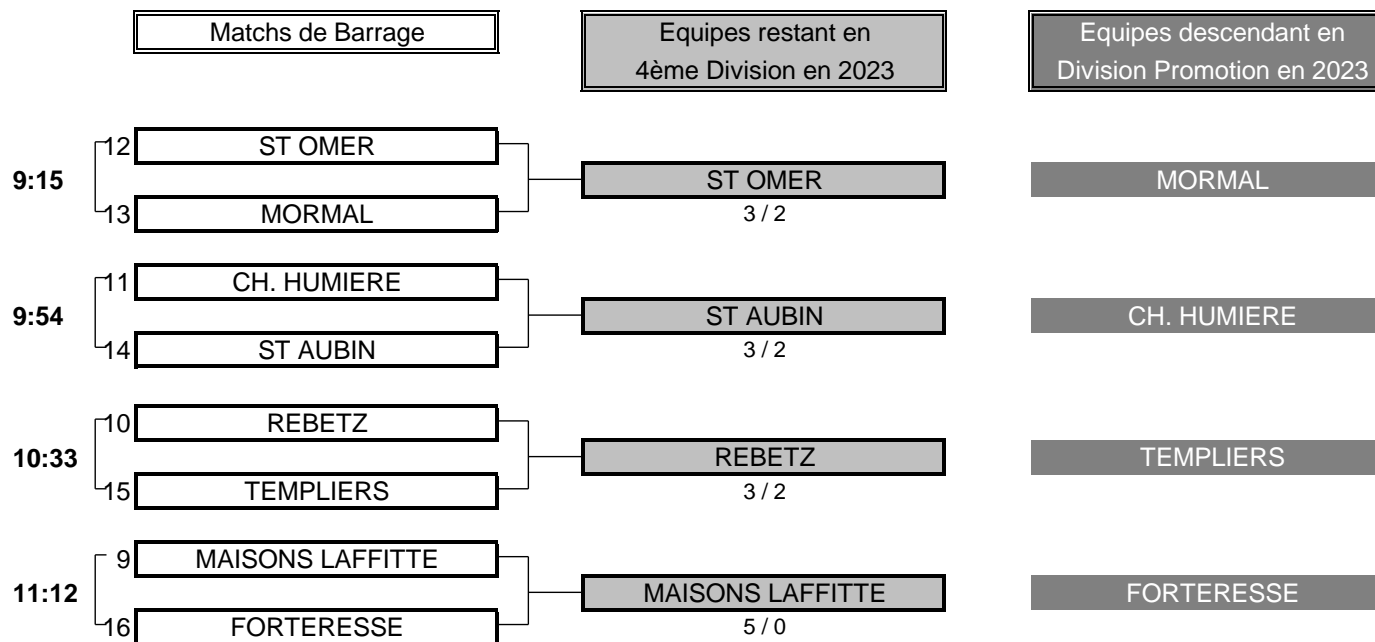 Matchs de Barrage
Equipes restant en
4ème Division en 2023
Equipes descendant en
Division Promotion en 2023
12 ST OMER
9:15 ST OMER MORMAL
13 MORMAL 3 / 2
11 CH. HUMIERE
9:54 ST AUBIN CH. HUMIERE
14 ST AUBIN 3 / 2
10 REBETZ
10:33 REBETZ TEMPLIERS
15 TEMPLIERS 3 / 2
9 MAISONS LAFFITTE
11:12 MAISONS LAFFITTE FORTERESSE
16 FORTERESSE 5 / 0